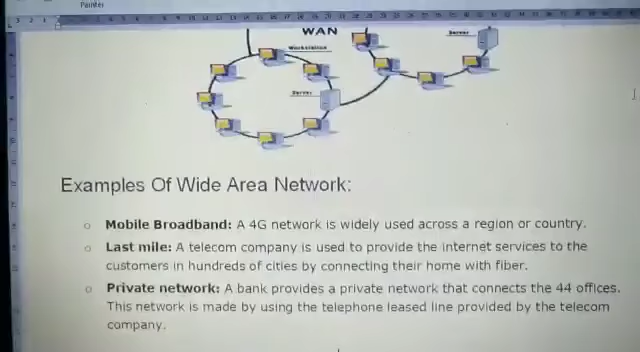 Painter
WAN
Workstation
Server
Server
Examples Of Wide Area Network:
o Mobile Broadband: A 4G network is widely used across a region or country.
o Last mile: A telecom company is used to provide the internet services to the
customers in hundreds of cities by connecting their home with fiber.
o Private network: A bank provides a private network that connects the 44 offices.
This network is made by using the telephone leased line provided by the telecom
company.